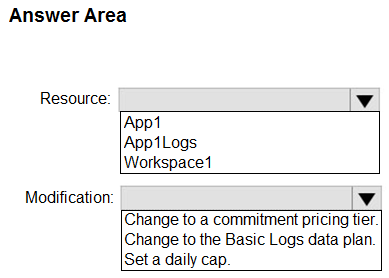 Answer Area
Resource:
App1
App1Logs
Workspace1
Modification:
Change to a commitment pricing tier.
Change to the Basic Logs data plan.
Set a daily cap.